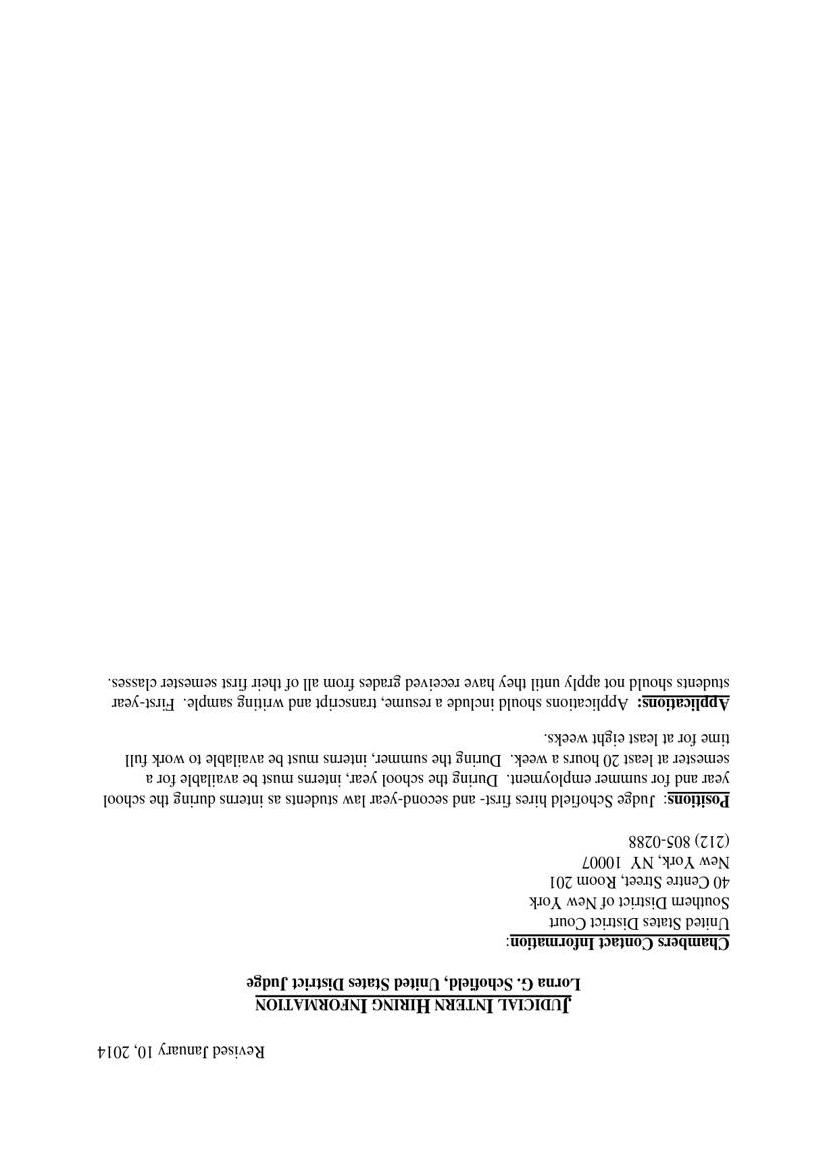 Revised January 10, 2014
JUDICIAL INTERN HIRING INFORMATION
Lorna G. Schofield, United States District Judge
Chambers Contact Information:
United States District Court
Southern District of New York
40 Centre Street, Room 201
New York, NY 10007
(212) 805-0288
Positions: Judge Schofield hires first- and second-year law students as interns during the school
year and for summer employment. During the school year, interns must be available for a
semester at least 20 hours a week. During the summer, interns must be available to work full
time for at least eight weeks.
Applications: Applications should include a resume, transcript and writing sample. First-year
students should not apply until they have received grades from all of their first semester classes.